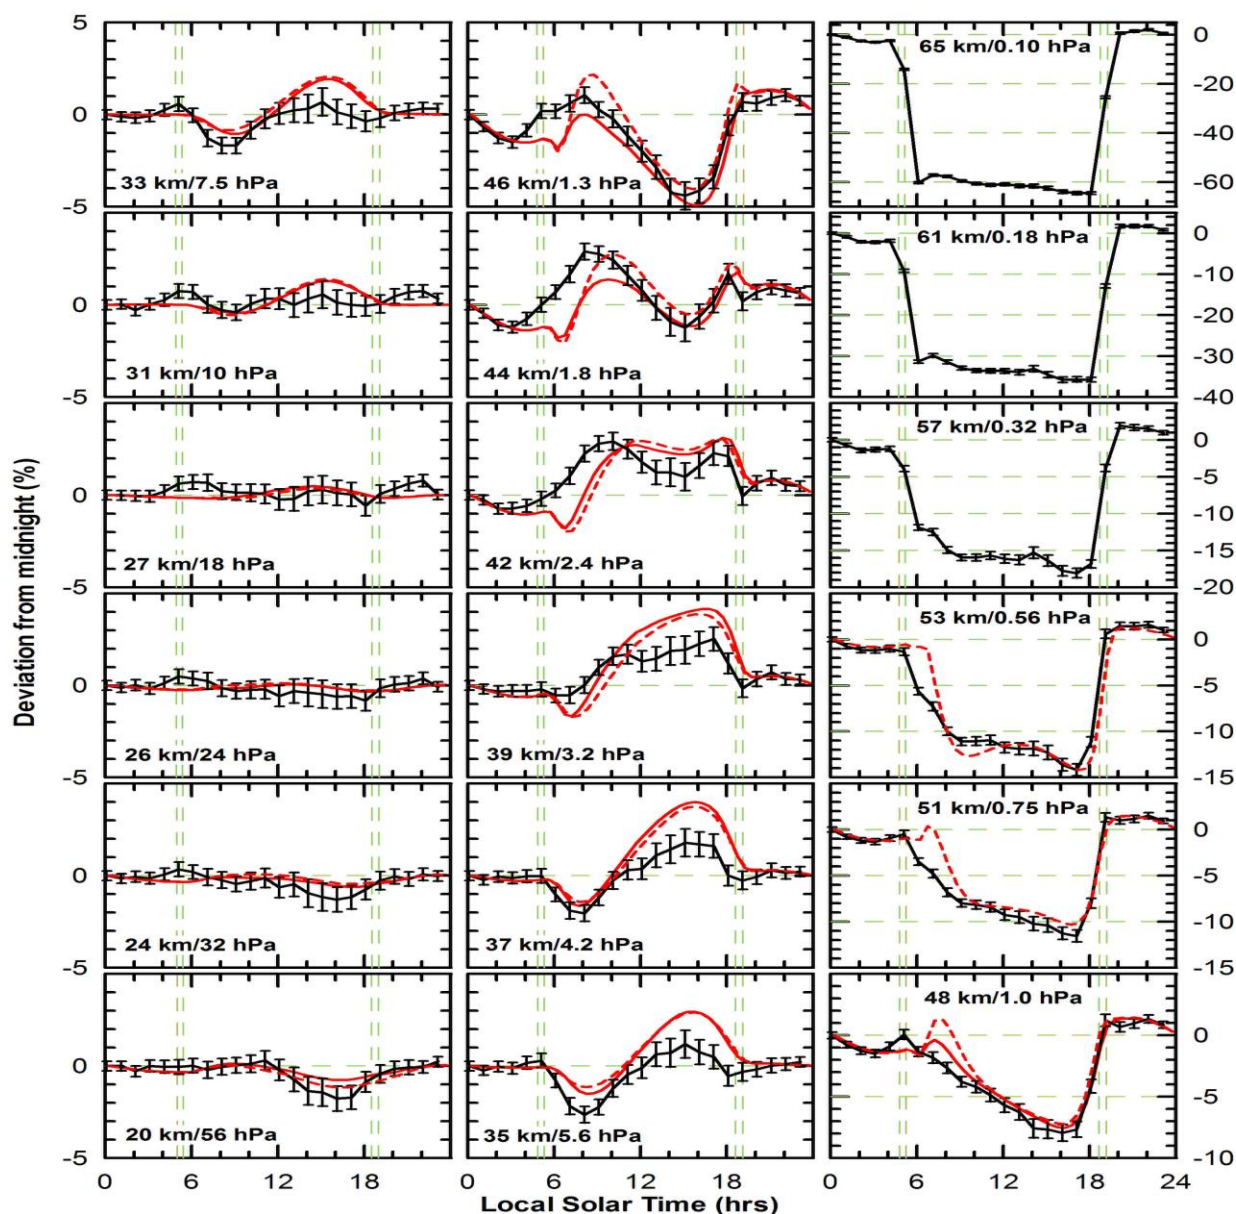 Deviation from midnight (%)
5
0
-5
33 km/7.5 hPa
46 km/1.3 hPa
65 km/0.10 hPa
0
-20
-40
-60
0
-5
31 km/10 hPa
44 km/1.8 hPa
61 km/0.18 hPa
0
-10
-20
-30
-40
0
-5
27 km/18 hPa
42 km/2.4 hPa
57 km/0.32 hPa
0
-5
-10
-15
-20
0
-5
26 km/24 hPa
39 km/3.2 hPa
53 km/0.56 hPa
0
-5
-10
-15
0
-5
24 km/32 hPa
37 km/4.2 hPa
51 km/0.75 hPa
0
-5
-10
-15
0
-5
20 km/56 hPa
35 km/5.6 hPa
48 km/1.0 hPa
0
-5
-10
0 6 12 18 0 6 12 18 0 6 12 18 24
Local Solar Time (hrs)